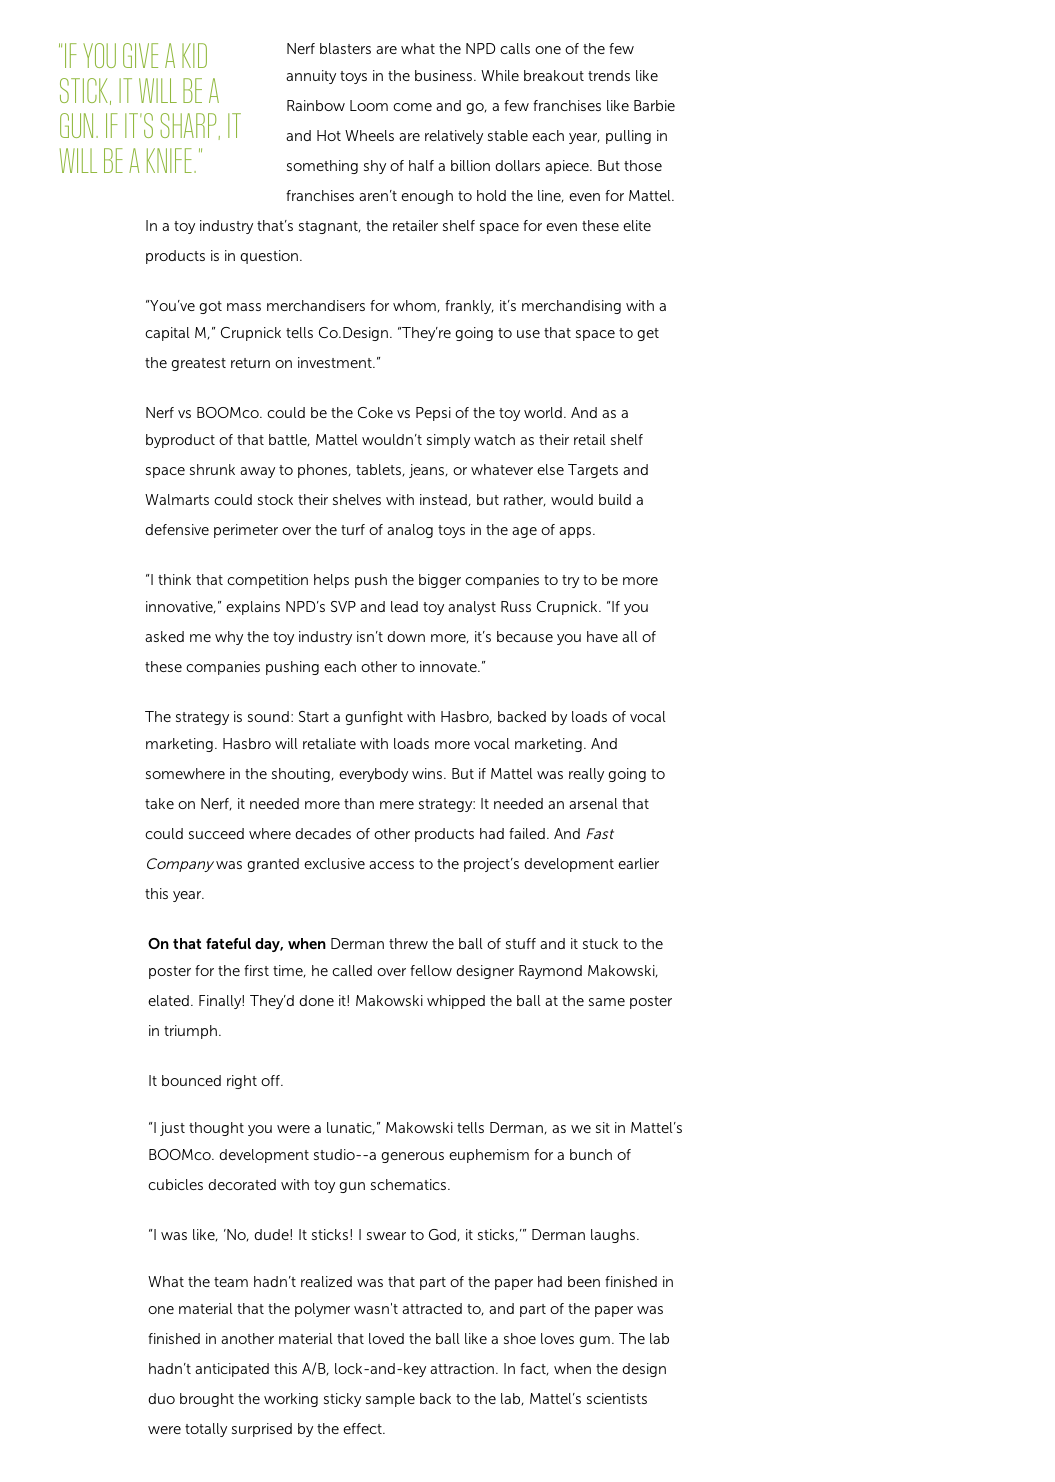 "IF YOU GIVE A KID
STICK, IT WILL BE A
GUN. IF IT'S SHARP, IT
WILL BE A KNIFE."
Nerf blasters are what the NPD calls one of the few
annuity toys in the business. While breakout trends like
Rainbow Loom come and go, a few franchises like Barbie
and Hot Wheels are relatively stable each year, pulling in
something shy of half a billion dollars apiece. But those
franchises aren’t enough to hold the line, even for Mattel.
In a toy industry that’s stagnant, the retailer shelf space for even these elite
products is in question.
“You’ve got mass merchandisers for whom, frankly, it’s merchandising with a
capital M,” Crupnick tells Co.Design. “They’re going to use that space to get
the greatest return on investment.”
Nerf vs BOOMco. could be the Coke vs Pepsi of the toy world. And as a
byproduct of that battle, Mattel wouldn’t simply watch as their retail shelf
space shrunk away to phones, tablets, jeans, or whatever else Targets and
Walmarts could stock their shelves with instead, but rather, would build a
defensive perimeter over the turf of analog toys in the age of apps.
“I think that competition helps push the bigger companies to try to be more
innovative,” explains NPD’s SVP and lead toy analyst Russ Crupnick. “If you
asked me why the toy industry isn’t down more, it’s because you have all of
these companies pushing each other to innovate.”
The strategy is sound: Start a gunfight with Hasbro, backed by loads of vocal
marketing. Hasbro will retaliate with loads more vocal marketing. And
somewhere in the shouting, everybody wins. But if Mattel was really going to
take on Nerf, it needed more than mere strategy: It needed an arsenal that
could succeed where decades of other products had failed. And Fast
Company was granted exclusive access to the project’s development earlier
this year.
On that fateful day, when Derman threw the ball of stuff and it stuck to the
poster for the first time, he called over fellow designer Raymond Makowski,
elated. Finally! They’d done it! Makowski whipped the ball at the same poster
in triumph.
It bounced right off.
“I just thought you were a lunatic,” Makowski tells Derman, as we sit in Mattel’s
BOOMco. development studio--a generous euphemism for a bunch of
cubicles decorated with toy gun schematics.
“I was like, ‘No, dude! It sticks! I swear to God, it sticks,’” Derman laughs.
What the team hadn’t realized was that part of the paper had been finished in
one material that the polymer wasn't attracted to, and part of the paper was
finished in another material that loved the ball like a shoe loves gum. The lab
hadn’t anticipated this A/B, lock-and-key attraction. In fact, when the design
duo brought the working sticky sample back to the lab, Mattel’s scientists
were totally surprised by the effect.